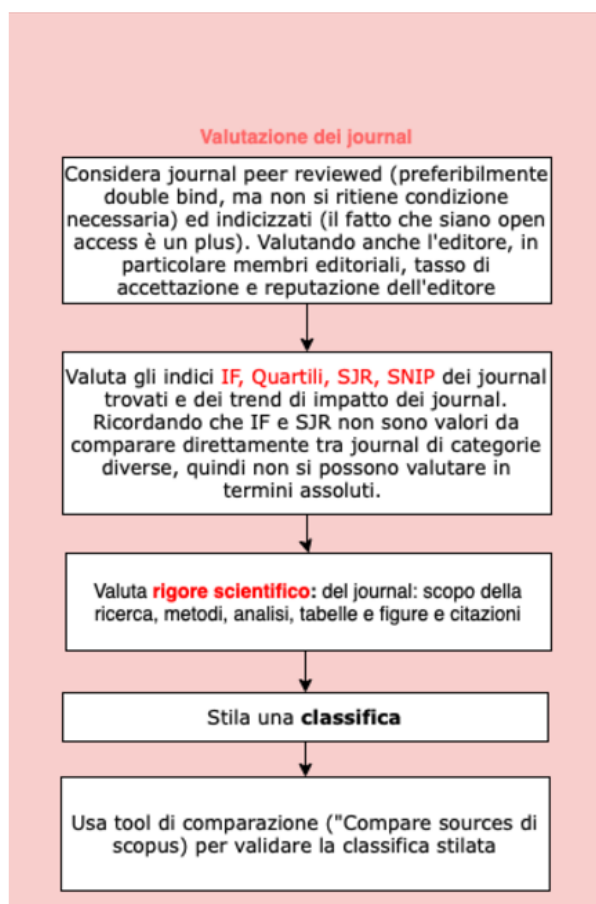 Valutazione dei journal
Considera journal peer reviewed (preferibilmente
double bind, ma non si ritiene condizione
necessaria) ed indicizzati (il fatto che siano open
access è un plus). Valutando anche l'editore, in
particolare membri editoriali, tasso di
accettazione e reputazione dell'editore
Valuta gli indici IF, Quartili, SJR, SNIP dei journal
trovati e dei trend di impatto dei journal.
Ricordando che IF e SJR non sono valori da
comparare direttamente tra journal di categorie
diverse, quindi non si possono valutare in
termini assoluti.
Valuta rigore scientifico: del journal: scopo della
ricerca, metodi, analisi, tabelle e figure e citazioni
Stila una classifica
Usa tool di comparazione ("Compare sources di
scopus) per validare la classifica stilata